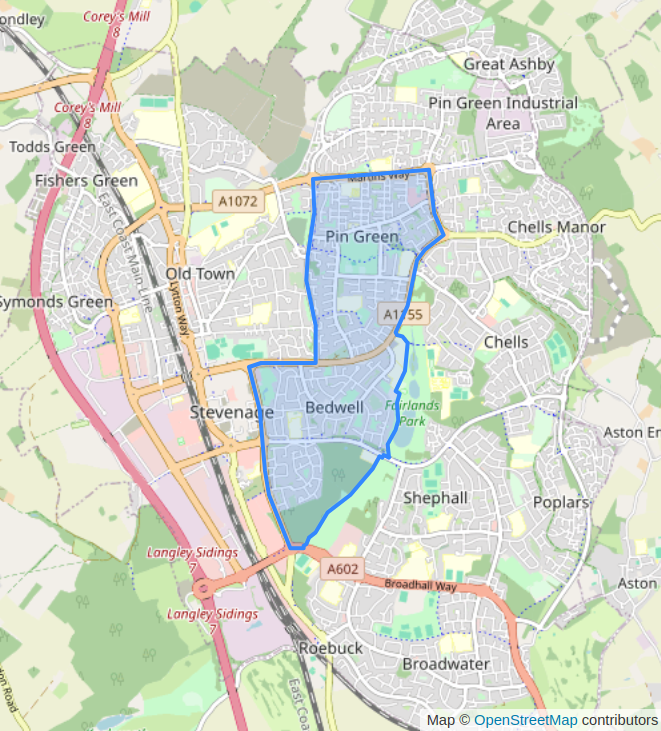 ondley
Corey's Mill
8
Great Ashby
Corey's Mill
8
Pin Green Industrial
Area
Todds Green
Fishers Green
Martins Way
A1072
East Coast Main Line
Chells Manor
Pin Green
Old Town
Symonds Green
Lytton Way
A1155
Chells
Stevenage
Bedwell
Fairlands
Park
Aston En
Shephall
Poplars
Langley Sidings
7
A602
Broadhall Way
Aston
Langley Sidings
7
Roebuck
Broadwater
don Road
East Coa
Map © OpenStreetMap contributors